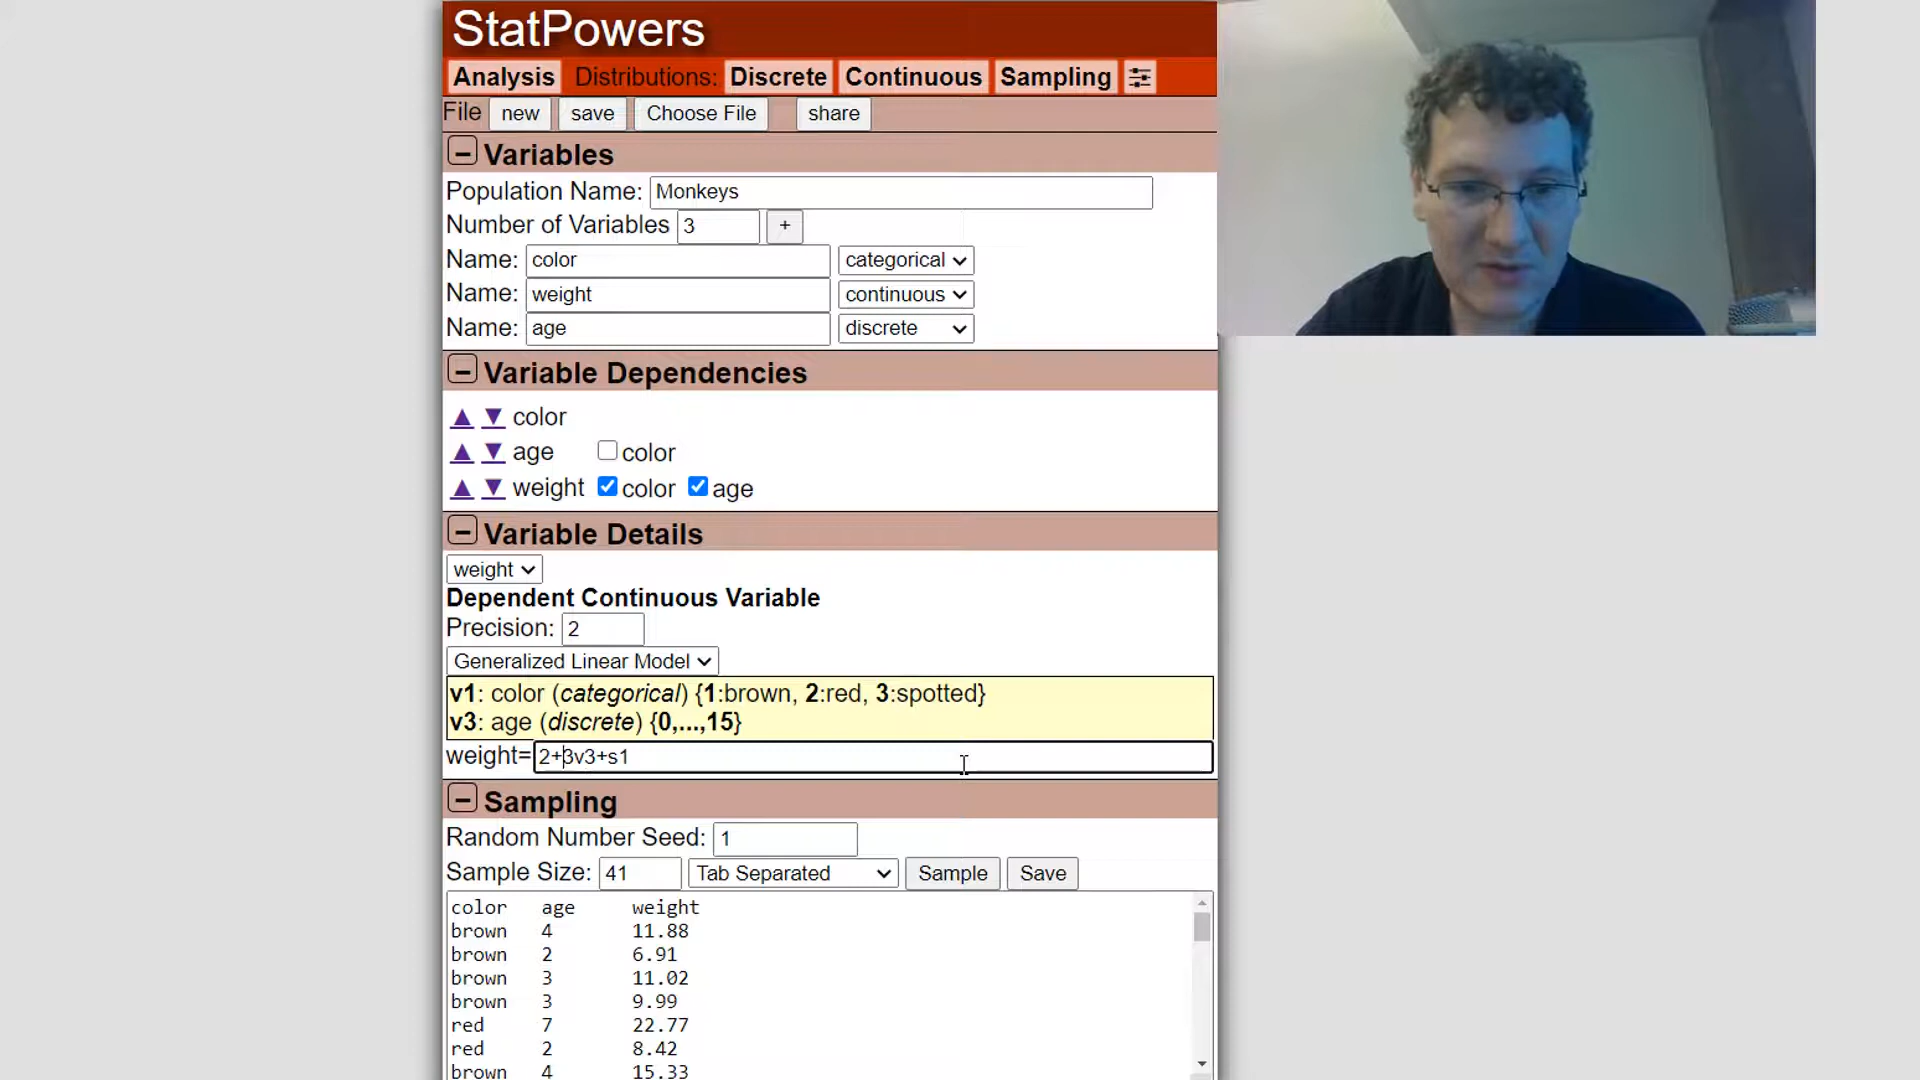 StatPowers
Analysis Distributions: Discrete Continuous Sampling
File new save Choose File share
− Variables
Population Name: Monkeys
Number of Variables 3 +
Name: color categorical
Name: weight continuous
Name: age discrete
− Variable Dependencies
▲ ▼ color
▲ ▼ age color
▲ ▼ weight color age
− Variable Details
weight
Dependent Continuous Variable
Precision: 2
Generalized Linear Model
v1: color (categorical) {1:brown, 2:red, 3:spotted}
v3: age (discrete) {0,...,15}
weight= 2+3v3+s1
− Sampling
Random Number Seed: 1
Sample Size: 41 Tab Separated Sample Save
color age weight
brown 4 11.88
brown 2 6.91
brown 3 11.02
brown 3 9.99
red 7 22.77
red 2 8.42
brown 4 15.33